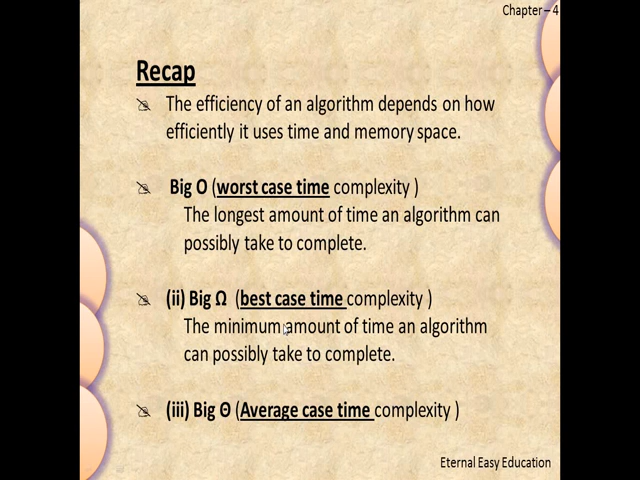 Chapter – 4
Recap
The efficiency of an algorithm depends on how
efficiently it uses time and memory space.
Big O (worst case time complexity )
The longest amount of time an algorithm can
possibly take to complete.
(ii) Big Ω (best case time complexity )
The minimum amount of time an algorithm
can possibly take to complete.
(iii) Big Θ (Average case time complexity )
Eternal Easy Education